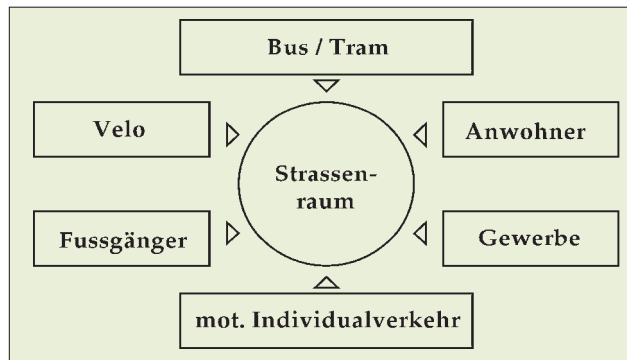 Bus / Tram
Velo
Anwohner
Strassen-
raum
Fussgänger
Gewerbe
mot. Individualverkehr